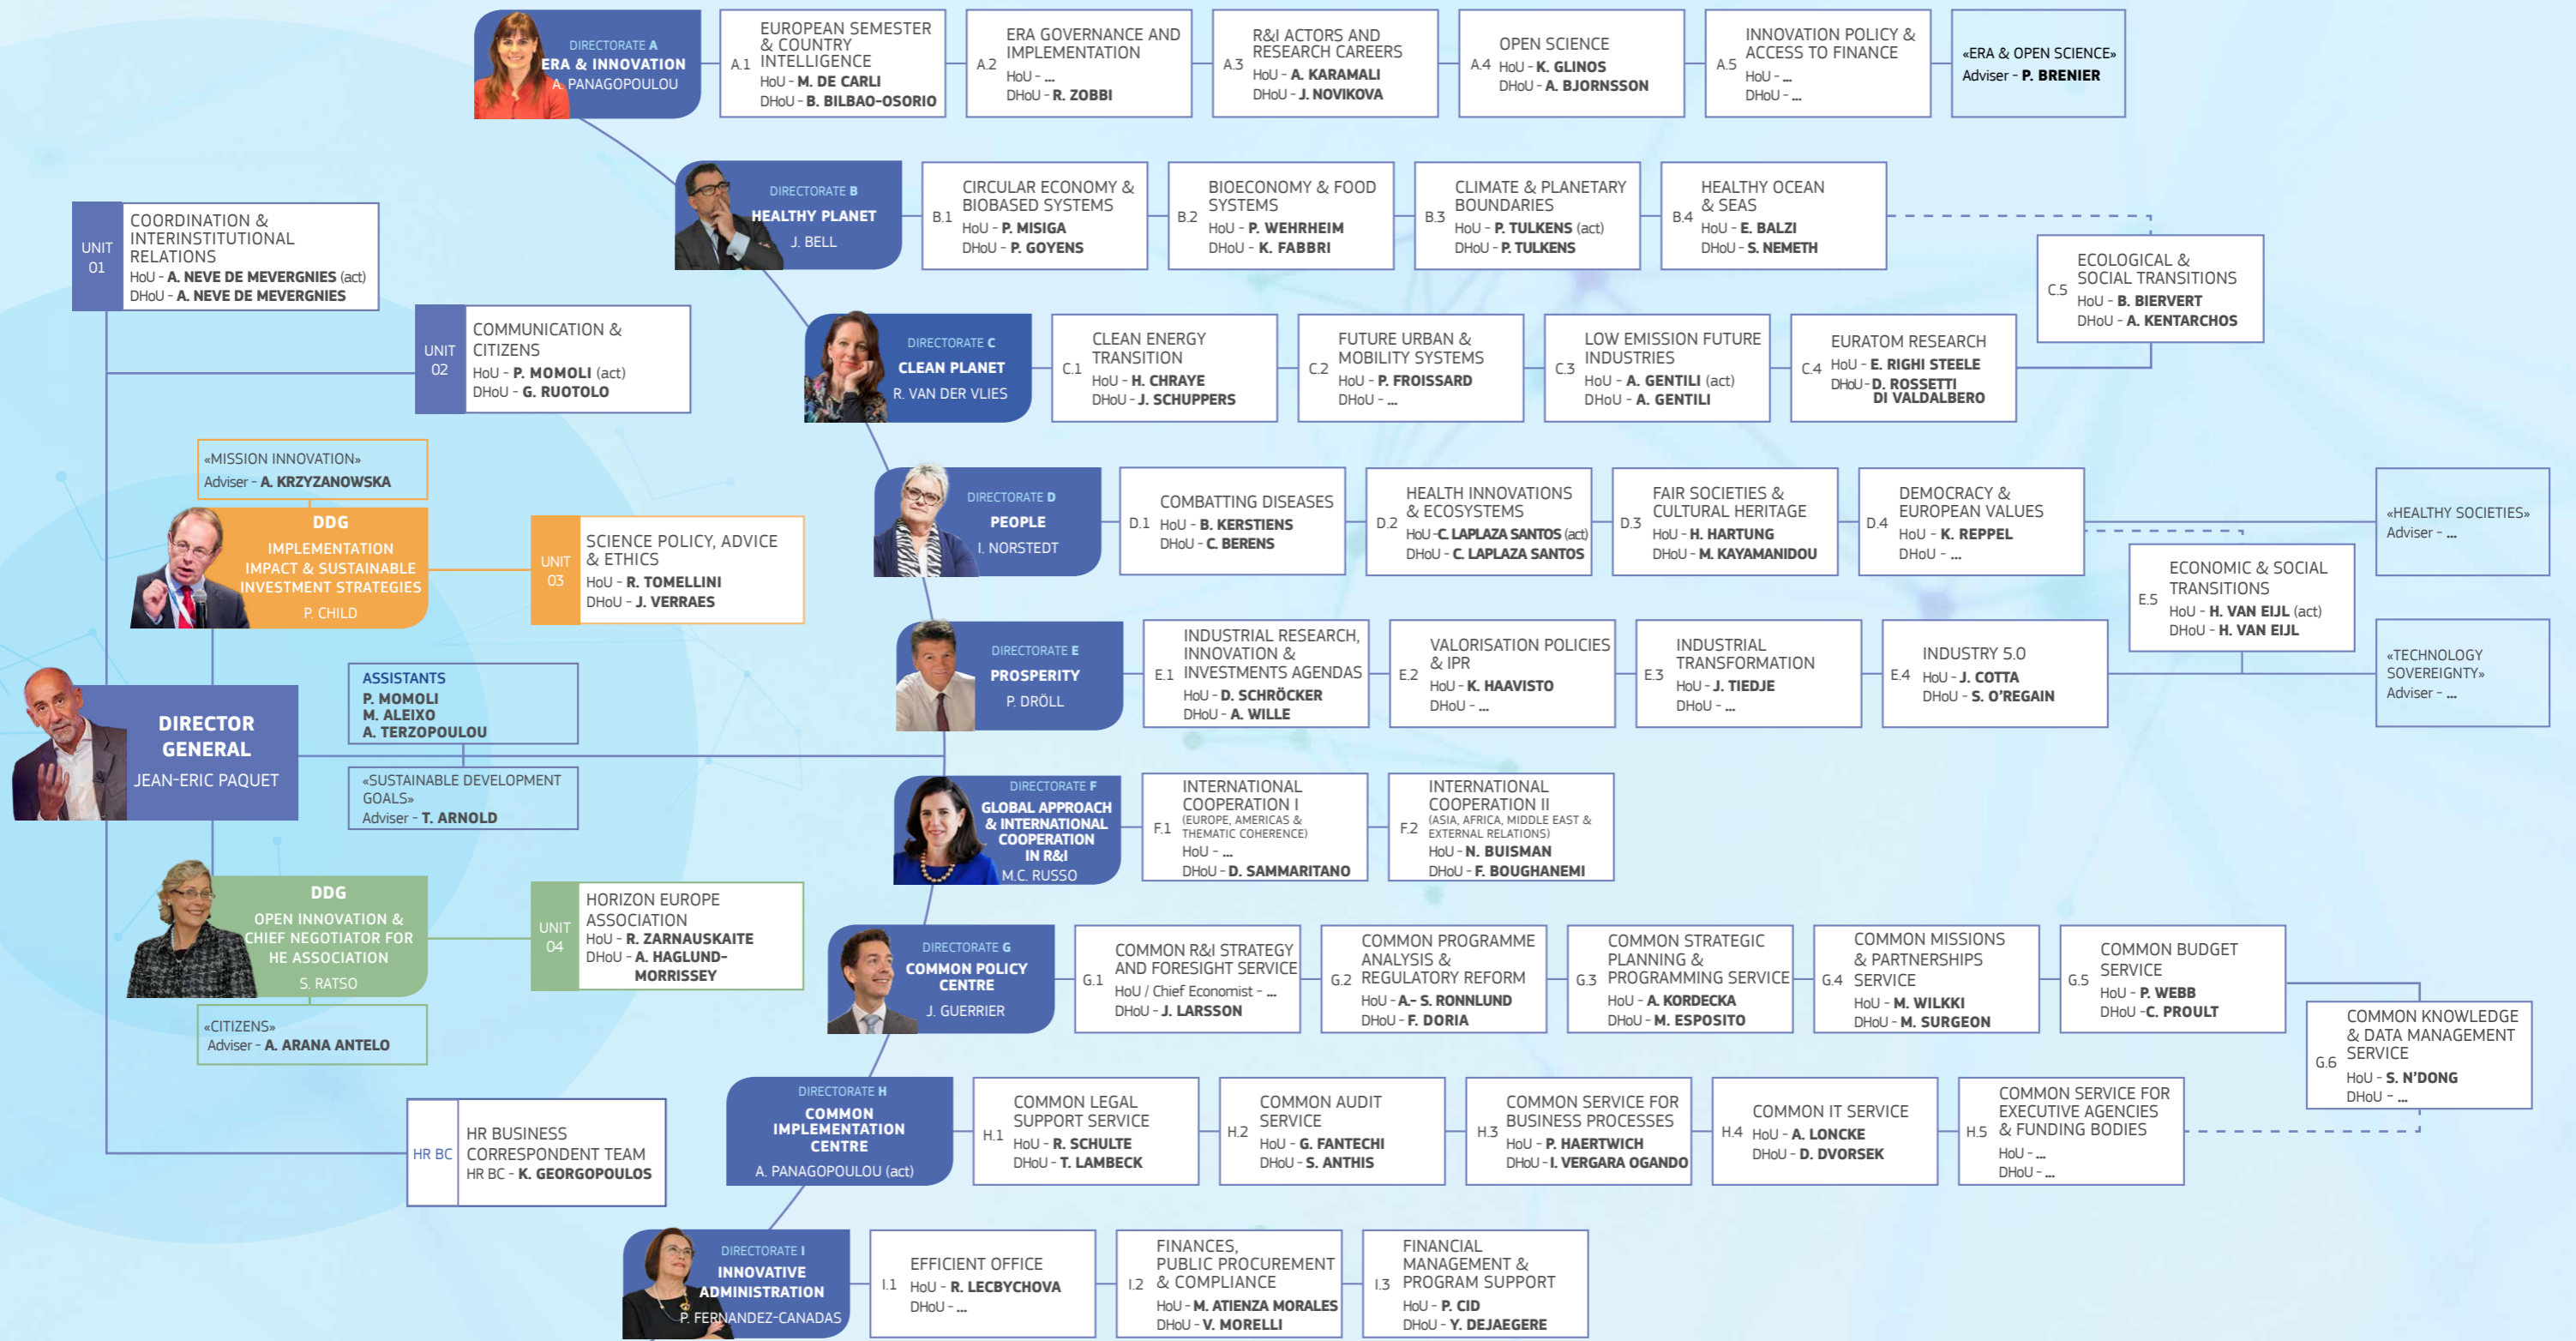 DIRECTORATE A
ERA & INNOVATION
A. PANAGOPOULOU
A.1
EUROPEAN SEMESTER
& COUNTRY
INTELLIGENCE
HoU - M. DE CARLI
DHoU - B. BILBAO-OSORIO
A.2
ERA GOVERNANCE AND
IMPLEMENTATION
HoU - ...
DHoU - R. ZOBBI
A.3
R&I ACTORS AND
RESEARCH CAREERS
HoU - A. KARAMALI
DHoU - J. NOVIKOVA
A.4
OPEN SCIENCE
HoU - K. GLINOS
DHoU - A. BJORNSSON
A.5
INNOVATION POLICY &
ACCESS TO FINANCE
HoU - ...
DHoU - ...
«ERA & OPEN SCIENCE»
Adviser - P. BRENIER
DIRECTORATE B
HEALTHY PLANET
J. BELL
B.1
CIRCULAR ECONOMY &
BIOBASED SYSTEMS
HoU - P. MISIGA
DHoU - P. GOYENS
B.2
BIOECONOMY & FOOD
SYSTEMS
HoU - P. WEHRHEIM
DHoU - K. FABBRI
B.3
CLIMATE & PLANETARY
BOUNDARIES
HoU - P. TULKENS (act)
DHoU - P. TULKENS
B.4
HEALTHY OCEAN
& SEAS
HoU - E. BALZI
DHoU - S. NEMETH
UNIT
01
COORDINATION &
INTERINSTITUTIONAL
RELATIONS
HoU - A. NEVE DE MEVERGNIES (act)
DHoU - A. NEVE DE MEVERGNIES
C.5
ECOLOGICAL &
SOCIAL TRANSITIONS
HoU - B. BIERVERT
DHoU - A. KENTARCHOS
UNIT
02
COMMUNICATION &
CITIZENS
HoU - P. MOMOLI (act)
DHoU - G. RUOTOLO
DIRECTORATE C
CLEAN PLANET
R. VAN DER VLIES
C.1
CLEAN ENERGY
TRANSITION
HoU - H. CHRAYE
DHoU - J. SCHUPPERS
C.2
FUTURE URBAN &
MOBILITY SYSTEMS
HoU - P. FROISSARD
DHoU - ...
C.3
LOW EMISSION FUTURE
INDUSTRIES
HoU - A. GENTILI (act)
DHoU - A. GENTILI
C.4
EURATOM RESEARCH
HoU - E. RIGHI STEELE
DHoU - D. ROSSETTI
DI VALDALBERO
«MISSION INNOVATION»
Adviser - A. KRZYZANOWSKA
DDG
IMPLEMENTATION
IMPACT & SUSTAINABLE
INVESTMENT STRATEGIES
P. CHILD
UNIT
03
SCIENCE POLICY, ADVICE
& ETHICS
HoU - R. TOMELLINI
DHoU - J. VERRAES
DIRECTORATE D
PEOPLE
I. NORSTEDT
D.1
COMBATTING DISEASES
HoU - B. KERSTIENS
DHoU - C. BERENS
D.2
HEALTH INNOVATIONS
& ECOSYSTEMS
HoU -C. LAPLAZA SANTOS (act)
DHoU - C. LAPLAZA SANTOS
D.3
FAIR SOCIETIES &
CULTURAL HERITAGE
HoU - H. HARTUNG
DHoU - M. KAYAMANIDOU
D.4
DEMOCRACY &
EUROPEAN VALUES
HoU - K. REPPEL
DHoU - ...
«HEALTHY SOCIETIES»
Adviser - ...
E.5
ECONOMIC & SOCIAL
TRANSITIONS
HoU - H. VAN EIJL (act)
DHoU - H. VAN EIJL
DIRECTORATE E
PROSPERITY
P. DRÖLL
E.1
INDUSTRIAL RESEARCH,
INNOVATION &
INVESTMENTS AGENDAS
HoU - D. SCHRÖCKER
DHoU - A. WILLE
E.2
VALORISATION POLICIES
& IPR
HoU - K. HAAVISTO
DHoU - ...
E.3
INDUSTRIAL
TRANSFORMATION
HoU - J. TIEDJE
DHoU - ...
E.4
INDUSTRY 5.0
HoU - J. COTTA
DHoU - S. O'REGAIN
«TECHNOLOGY
SOVEREIGNTY»
Adviser - ...
DIRECTOR
GENERAL
JEAN-ERIC PAQUET
ASSISTANTS
P. MOMOLI
M. ALEIXO
A. TERZOPOULOU
«SUSTAINABLE DEVELOPMENT
GOALS»
Adviser - T. ARNOLD
DIRECTORATE F
GLOBAL APPROACH
& INTERNATIONAL
COOPERATION
IN R&I
M.C. RUSSO
F.1
INTERNATIONAL
COOPERATION I
(EUROPE, AMERICAS &
THEMATIC COHERENCE)
HoU - ...
DHoU - D. SAMMARITANO
F.2
INTERNATIONAL
COOPERATION II
(ASIA, AFRICA, MIDDLE EAST &
EXTERNAL RELATIONS)
HoU - N. BUISMAN
DHoU - F. BOUGHANEMI
DDG
OPEN INNOVATION &
CHIEF NEGOTIATOR FOR
HE ASSOCIATION
S. RATSO
UNIT
04
HORIZON EUROPE
ASSOCIATION
HoU - R. ZARNAUSKAITE
DHoU - A. HAGLUND-
MORRISSEY
«CITIZENS»
Adviser - A. ARANA ANTELO
DIRECTORATE G
COMMON POLICY
CENTRE
J. GUERRIER
G.1
COMMON R&I STRATEGY
AND FORESIGHT SERVICE
HoU / Chief Economist - ...
DHoU - J. LARSSON
G.2
COMMON PROGRAMME
ANALYSIS &
REGULATORY REFORM
HoU - A.- S. RONNLUND
DHoU - F. DORIA
G.3
COMMON STRATEGIC
PLANNING &
PROGRAMMING SERVICE
HoU - A. KORDECKA
DHoU - M. ESPOSITO
G.4
COMMON MISSIONS
& PARTNERSHIPS
SERVICE
HoU - M. WILKKI
DHoU - M. SURGEON
G.5
COMMON BUDGET
SERVICE
HoU - P. WEBB
DHoU -C. PROULT
G.6
COMMON KNOWLEDGE
& DATA MANAGEMENT
SERVICE
HoU - S. N'DONG
DHoU - ...
DIRECTORATE H
COMMON
IMPLEMENTATION
CENTRE
A. PANAGOPOULOU (act)
H.1
COMMON LEGAL
SUPPORT SERVICE
HoU - R. SCHULTE
DHoU - T. LAMBECK
H.2
COMMON AUDIT
SERVICE
HoU - G. FANTECHI
DHoU - S. ANTHIS
H.3
COMMON SERVICE FOR
BUSINESS PROCESSES
HoU - P. HAERTWICH
DHoU - I. VERGARA OGANDO
H.4
COMMON IT SERVICE
HoU - A. LONCKE
DHoU - D. DVORSEK
H.5
COMMON SERVICE FOR
EXECUTIVE AGENCIES
& FUNDING BODIES
HoU - ...
DHoU - ...
HR BC
HR BUSINESS
CORRESPONDENT TEAM
HR BC - K. GEORGOPOULOS
DIRECTORATE I
INNOVATIVE
ADMINISTRATION
P. FERNANDEZ-CANADAS
I.1
EFFICIENT OFFICE
HoU - R. LECBYCHOVA
DHoU - ...
I.2
FINANCES,
PUBLIC PROCUREMENT
& COMPLIANCE
HoU - M. ATIENZA MORALES
DHoU - V. MORELLI
I.3
FINANCIAL
MANAGEMENT &
PROGRAM SUPPORT
HoU - P. CID
DHoU - Y. DEJAEGERE